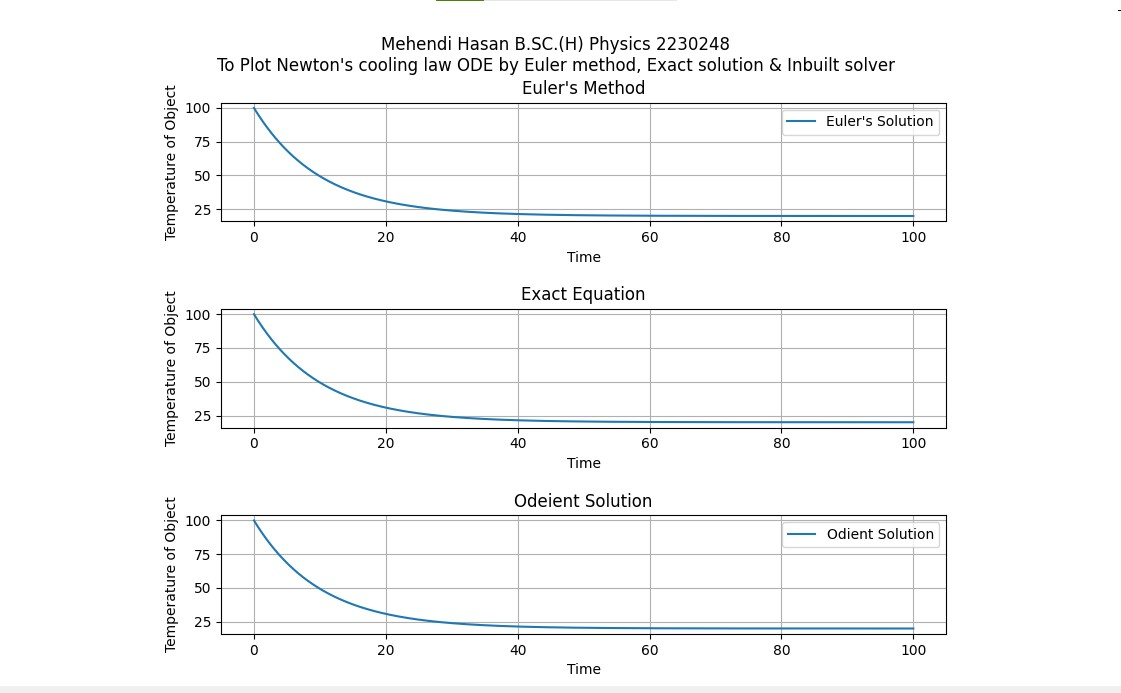 Mehendi Hasan B.SC.(H) Physics 2230248
To Plot Newton's cooling law ODE by Euler method, Exact solution & Inbuilt solver
Euler's Method
Temperature of Object
100
75
50
25
Euler's Solution
0 20 40 60 80 100
Time
Exact Equation
Temperature of Object
100
75
50
25
0 20 40 60 80 100
Time
Odeient Solution
Temperature of Object
100
75
50
25
Odient Solution
0 20 40 60 80 100
Time